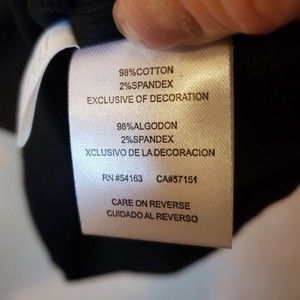 98%COTTON
2%SPANDEX
EXCLUSIVE OF DECORATION
98%ALGODON
2%SPANDEX
XCLUSIVO DE LA DECORACION
RN #54163 CA#57151
CARE ON REVERSE
CUIDADO AL REVERSO